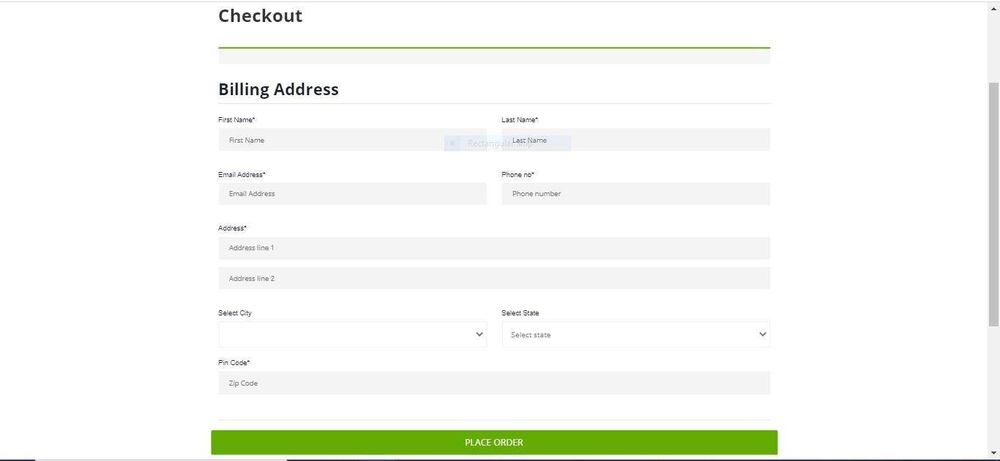 Checkout
Billing Address
First Name* Last Name*
First Name Last Name
Rectangular Snip
Email Address* Phone no*
Email Address Phone number
Address*
Address line 1
Address line 2
Select City Select State
Select state
Pin Code*
Zip Code
PLACE ORDER